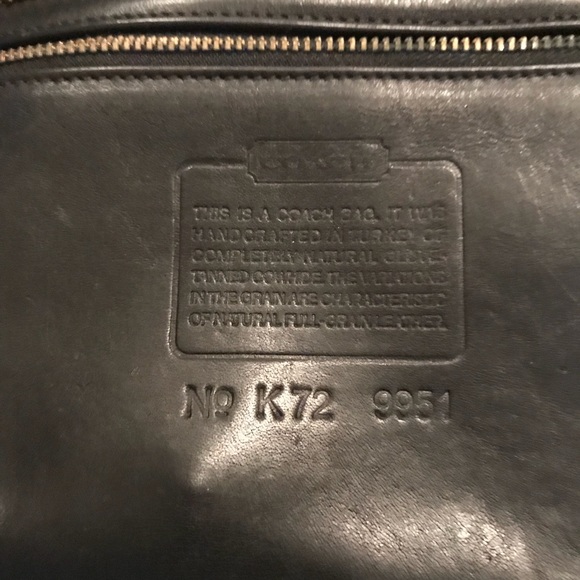 COACH
THIS IS A COACH BAG. IT WAS
HANDCRAFTED IN TURKEY OF
COMPLETELY NATURAL GLOVE-
TANNED COWHIDE. THE VARIATIONS
IN THE GRAIN ARE CHARACTERISTIC
OF NATURAL FULL-GRAIN LEATHER.
No K72 9951